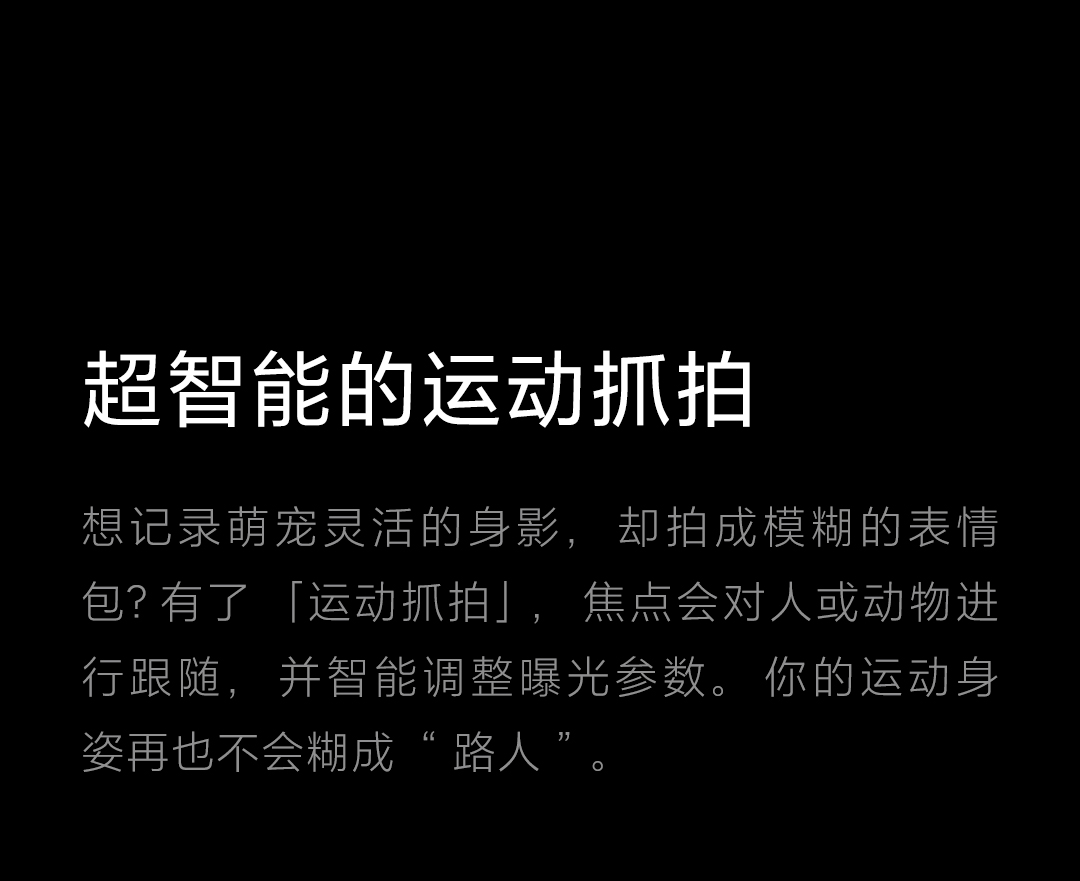 超智能的运动抓拍
想记录萌宠灵活的身影，却拍成模糊的表情
包?有了「运动抓拍」，焦点会对人或动物进
行跟随，并智能调整曝光参数。你的运动身
姿再也不会糊成“路人”。